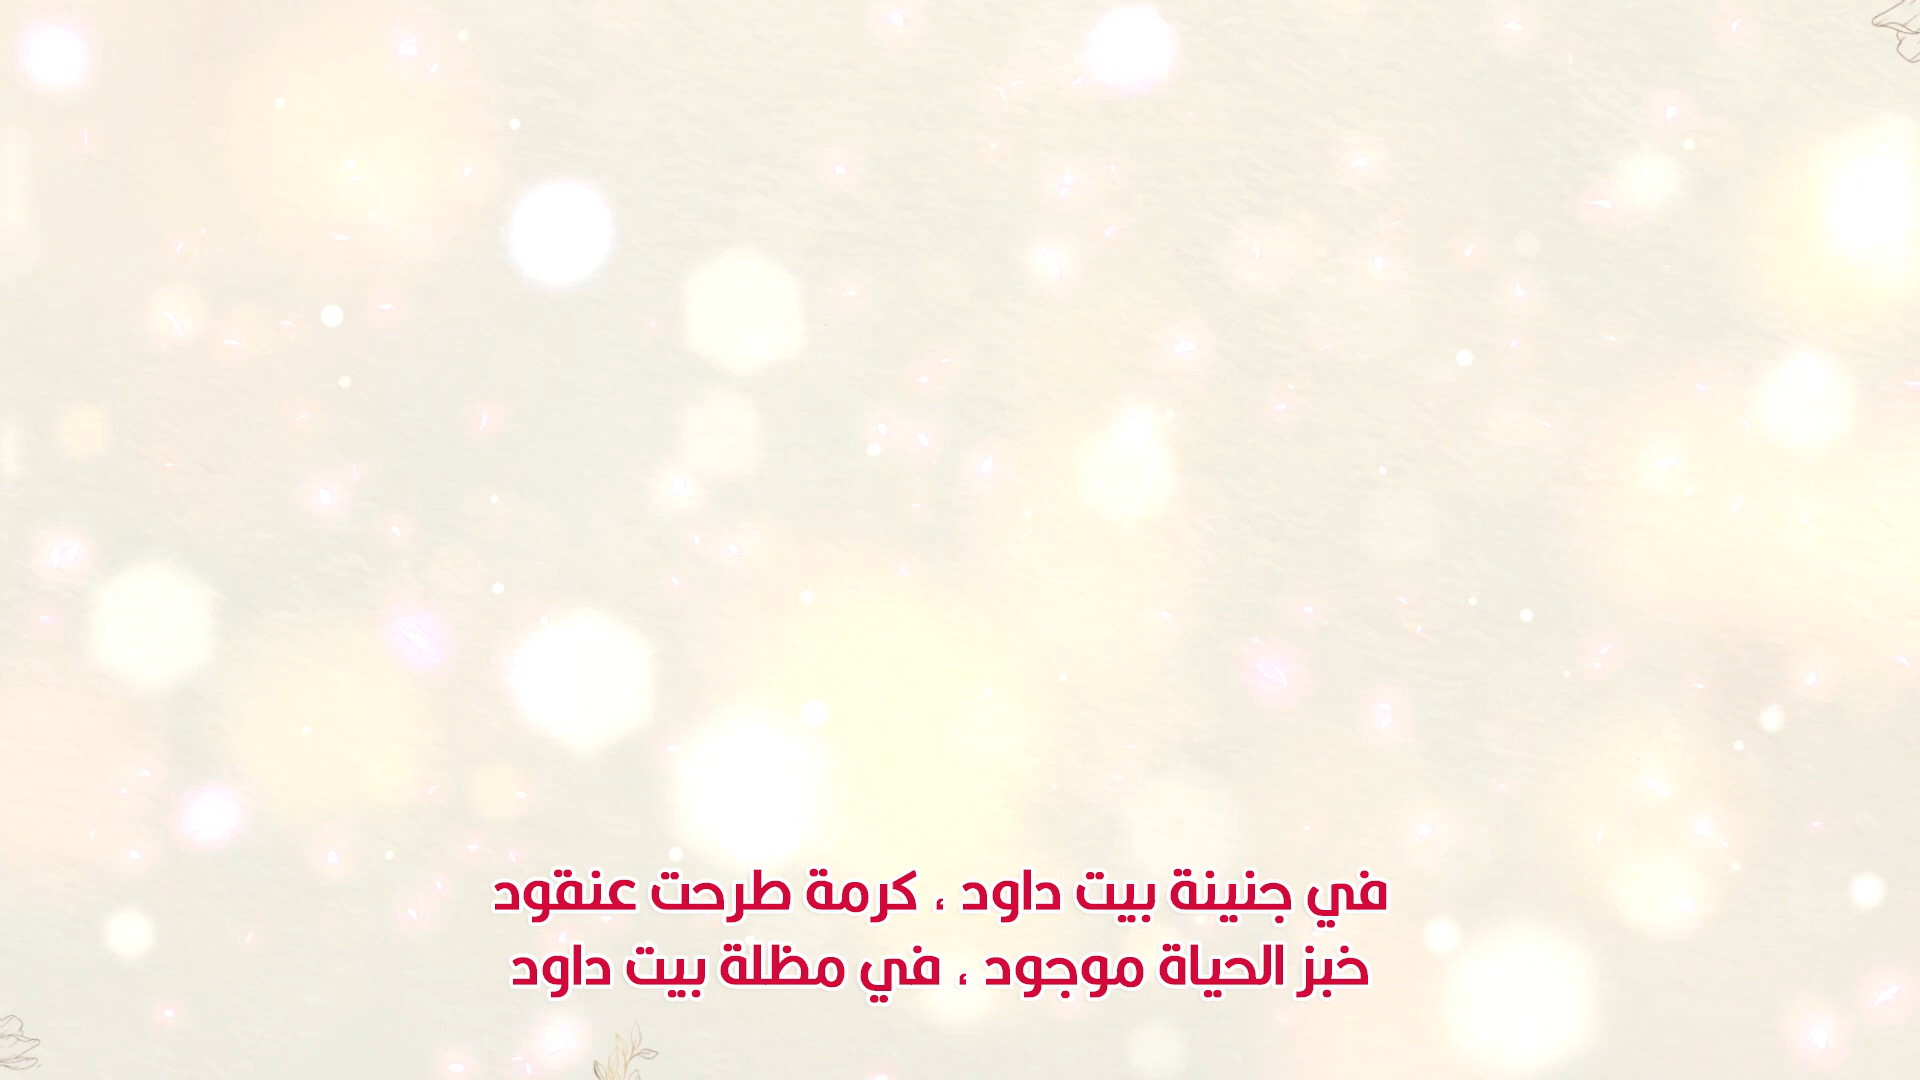 في جنينة بيت داود ، كرمة طرحت عنقود
خبز الحياة موجود ، في مظلة بيت داود